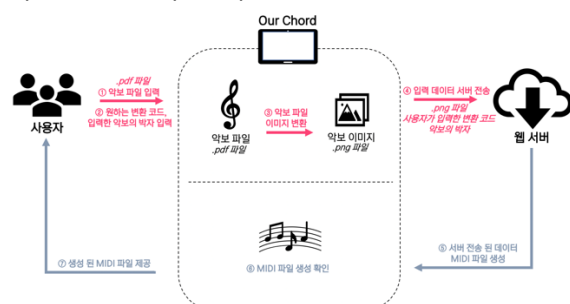 Our Chord
.pdf 파일
① 악보 파일 입력
② 원하는 변환 코드,
입력한 악보의 박자 입력
사용자
악보 파일
.pdf 파일
③ 악보 파일
이미지 변환
악보 이미지
.png 파일
④ 입력 데이터 서버 전송
.png 파일
사용자가 입력한 변환 코드
악보의 박자
웹 서버
⑤ 서버 전송 된 데이터
MIDI 파일 생성
⑥ MIDI 파일 생성 확인
⑦ 생성 된 MIDI 파일 제공